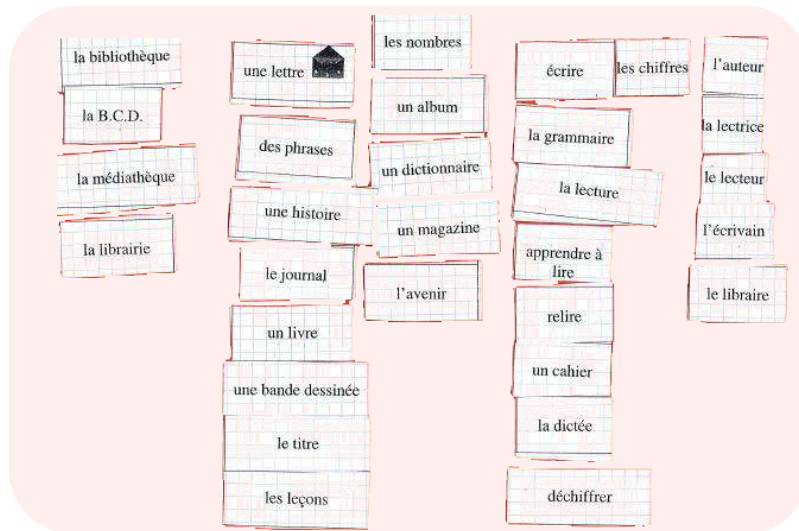 la bibliothèque
la B.C.D.
la médiathèque
la librairie
une lettre
des phrases
une histoire
le journal
un livre
une bande dessinée
le titre
les leçons
les nombres
un album
un dictionnaire
un magazine
l'avenir
écrire
les chiffres
la grammaire
la lecture
apprendre à
lire
relire
un cahier
la dictée
déchiffrer
l'auteur
la lectrice
le lecteur
l'écrivain
le libraire